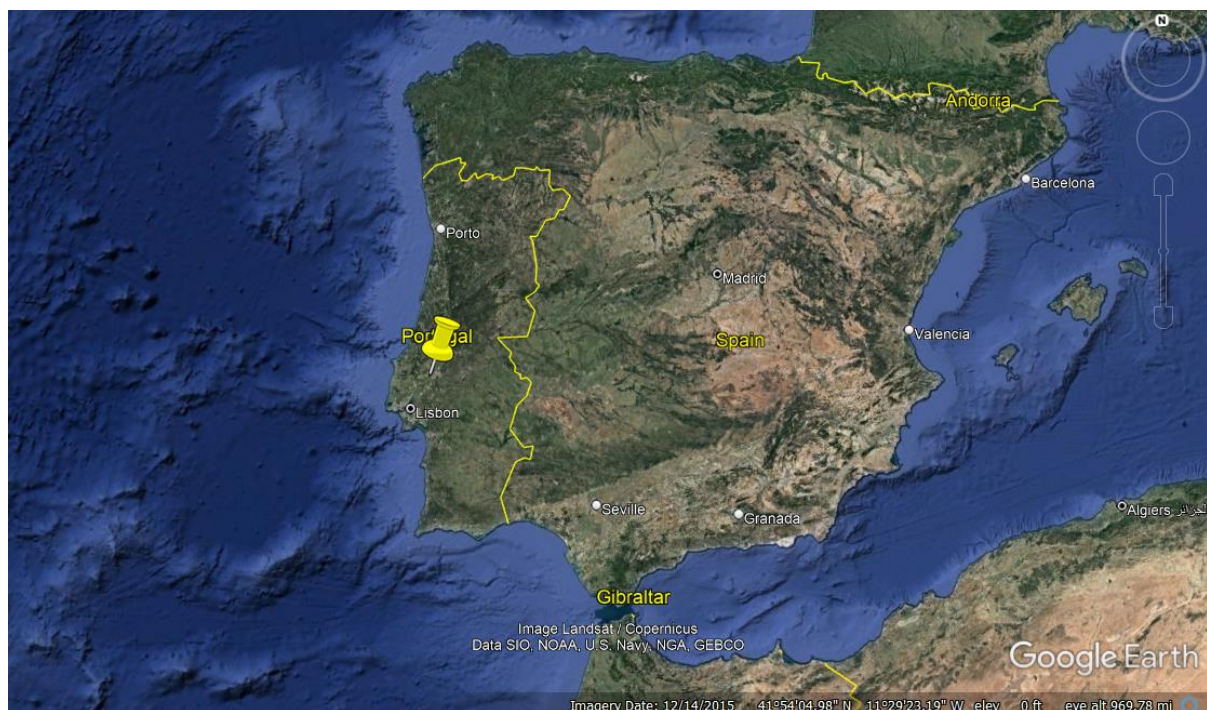 N
Andorra
Barcelona
Porto
Madrid
Portugal
Spain
Valencia
Lisbon
Seville
Granada
Algiers الجزائر
Gibraltar
Image Landsat / Copernicus
Data SIO, NOAA, U.S. Navy, NGA, GEBCO
Google Earth
Imagery Date: 12/14/2015 41°54'04.98" N 11°29'23.19" W elev 0 ft eye alt 969.78 mi